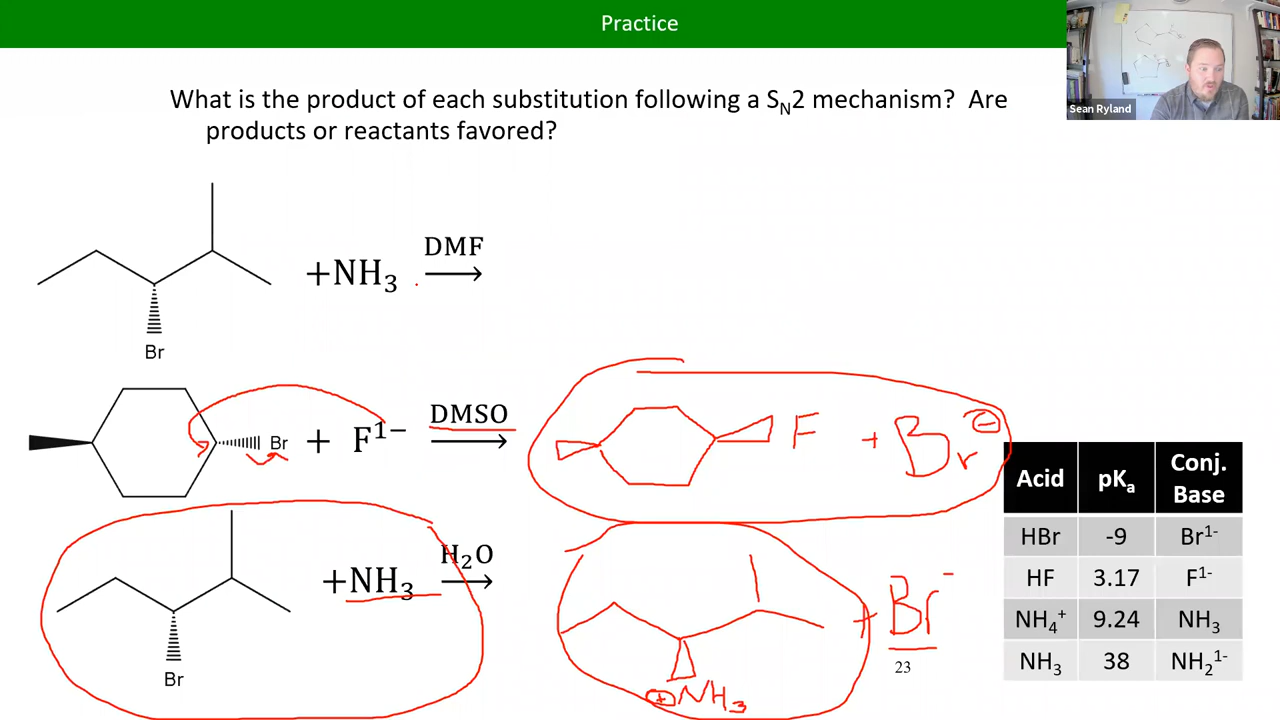 Practice
Sean Ryland
What is the product of each substitution following a S_N2 mechanism? Are
products or reactants favored?
+NH₃
DMF
⟶
Br
Br
+ F¹⁻
DMSO
⟶
F + Br⊖
+NH₃
H₂O
⟶
Br
⊕NH₃
+ Br⁻
23
Acid pKₐ Conj. Base
HBr -9 Br¹⁻
HF 3.17 F¹⁻
NH₄⁺ 9.24 NH₃
NH₃ 38 NH₂¹⁻